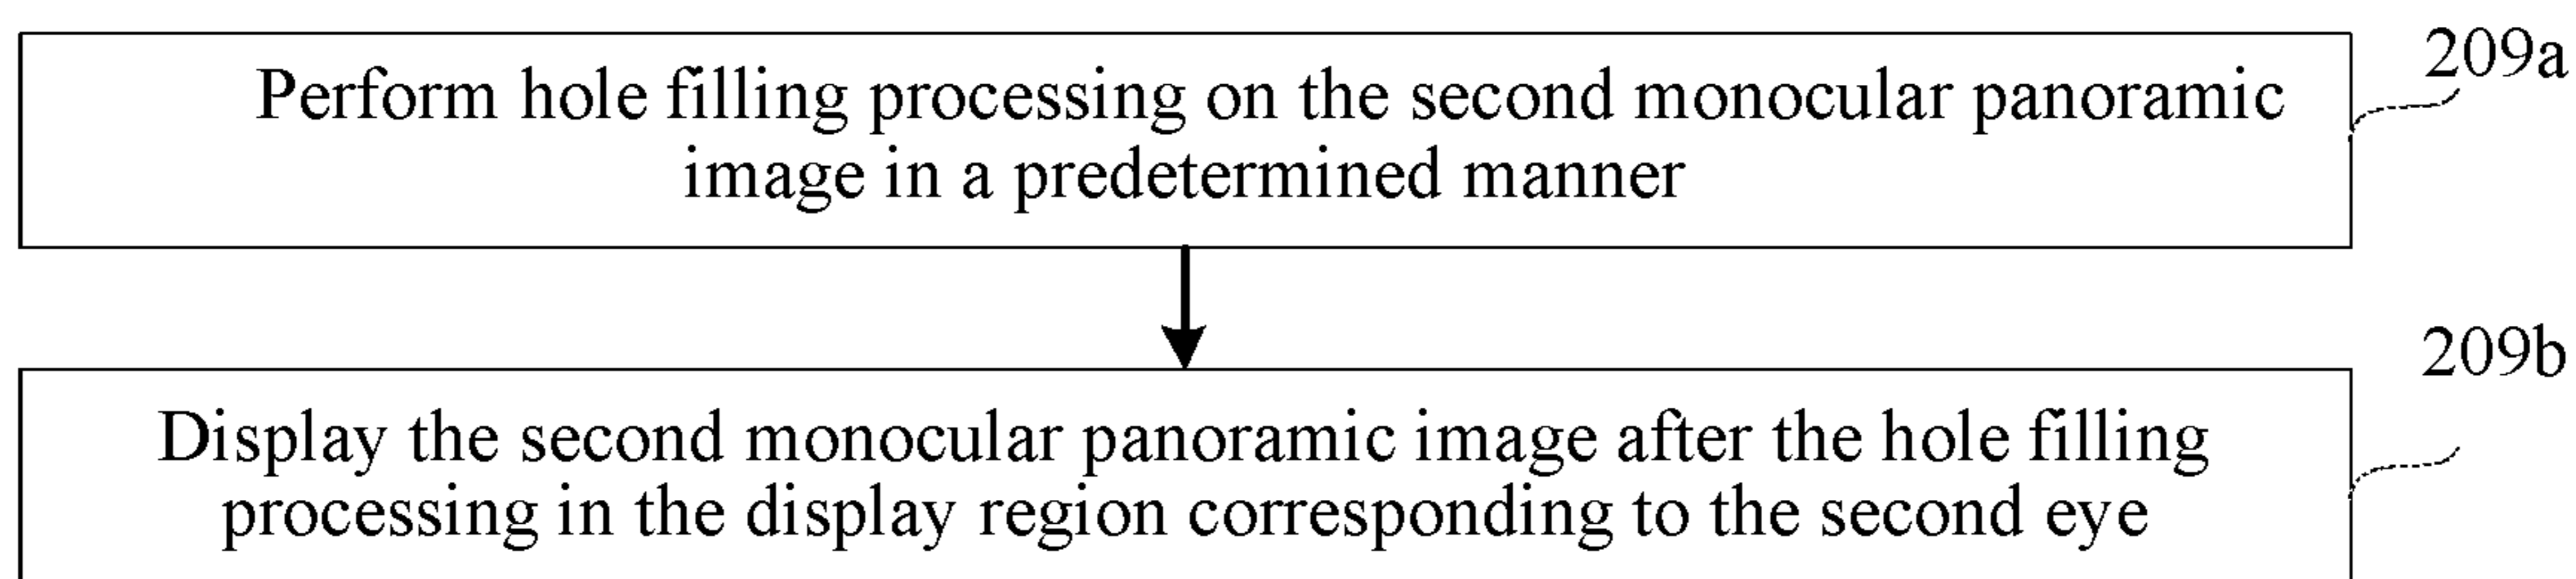 209a
Perform hole filling processing on the second monocular panoramic
image in a predetermined manner
209b
Display the second monocular panoramic image after the hole filling
processing in the display region corresponding to the second eye